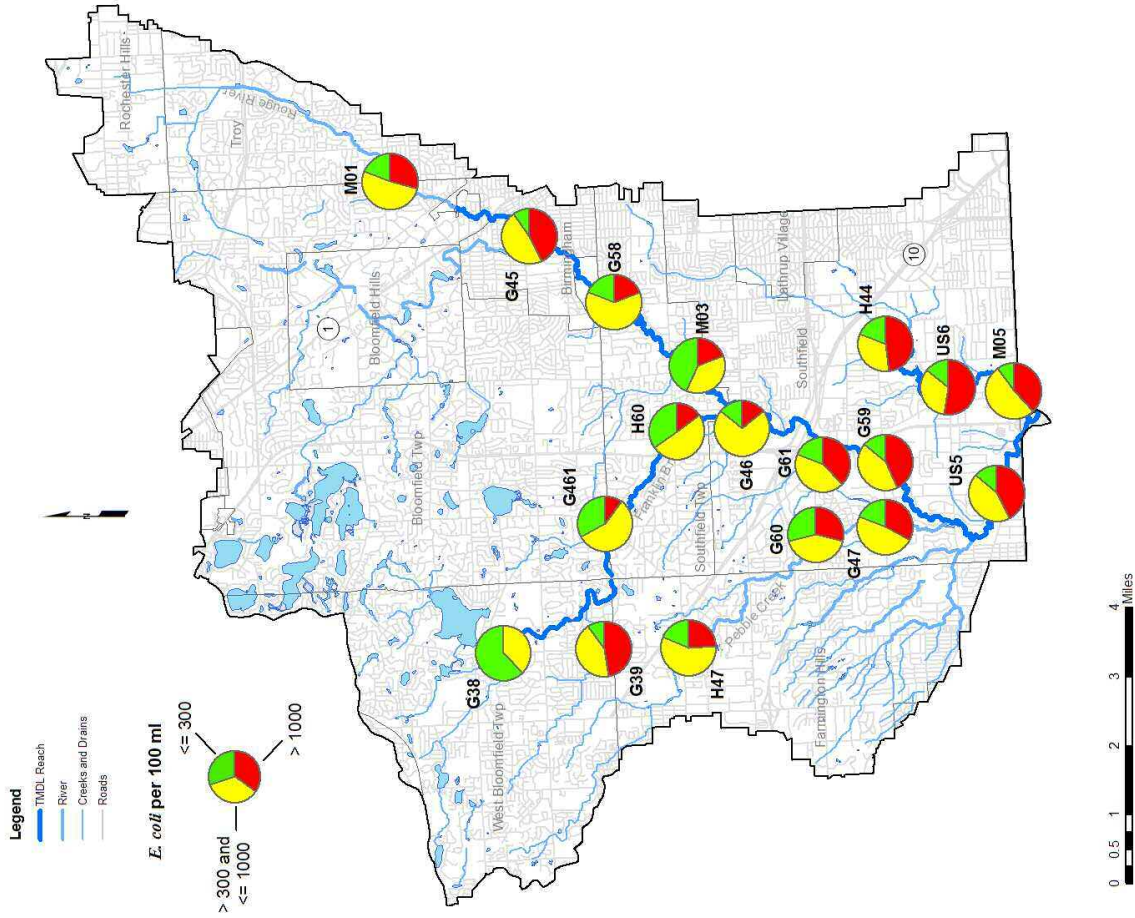 Legend
TMDL Reach
River
Creeks and Drains
Roads
E. coli per 100 ml
<= 300
> 300 and
<= 1000
> 1000
N
Rochester Hills
Troy
Rouge River
M01
Bloomfield Hills
1
G45
Birmingham
G58
Bloomfield Twp
M03
Lathrup Village
10
H44
Southfield
US6
M05
H60
G461
G46
Franklin Br
Southfield Twp
G61
G59
US5
G60
G47
G38
G39
H47
Pebble Creek
West Bloomfield Twp
Farmington Hills
0 0.5 1 2 3 4
Miles